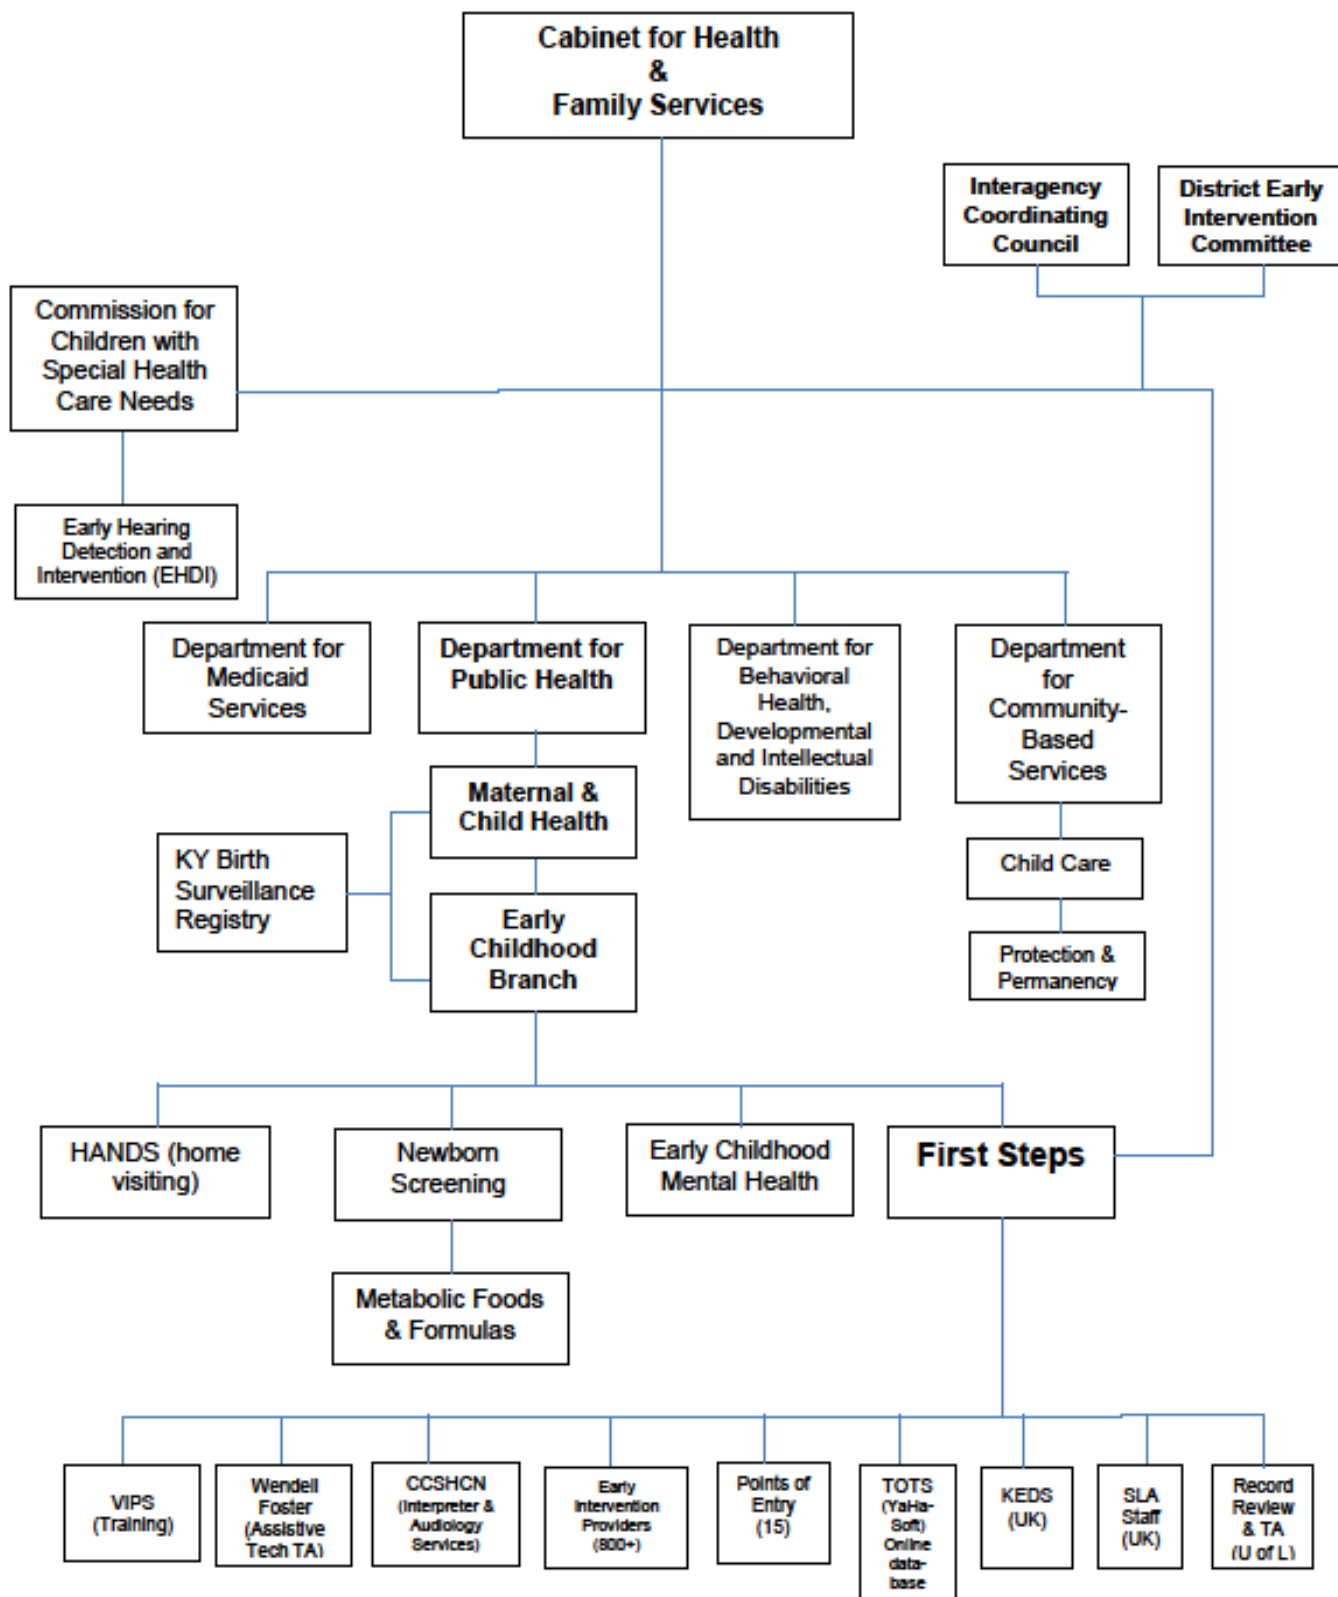 Cabinet for Health
&
Family Services
Interagency
Coordinating
Council
District Early
Intervention
Committee
Commission for
Children with
Special Health
Care Needs
Early Hearing
Detection and
Intervention (EHDI)
Department for
Medicaid
Services
Department for
Public Health
Department for
Behavioral
Health,
Developmental
and Intellectual
Disabilities
Department
for
Community-
Based
Services
Maternal &
Child Health
KY Birth
Surveillance
Registry
Early
Childhood
Branch
Child Care
Protection &
Permanency
HANDS (home
visiting)
Newborn
Screening
Early Childhood
Mental Health
First Steps
Metabolic Foods
& Formulas
VIPS
(Training)
Wendell
Foster
(Assistive
Tech TA)
CCSHCN
(Interpreter &
Audiology
Services)
Early
Intervention
Providers
(800+)
Points of
Entry
(15)
TOTS
(YaHa-
Soft)
Online
data-
base
KEDS
(UK)
SLA
Staff
(UK)
Record
Review
& TA
(U of L)